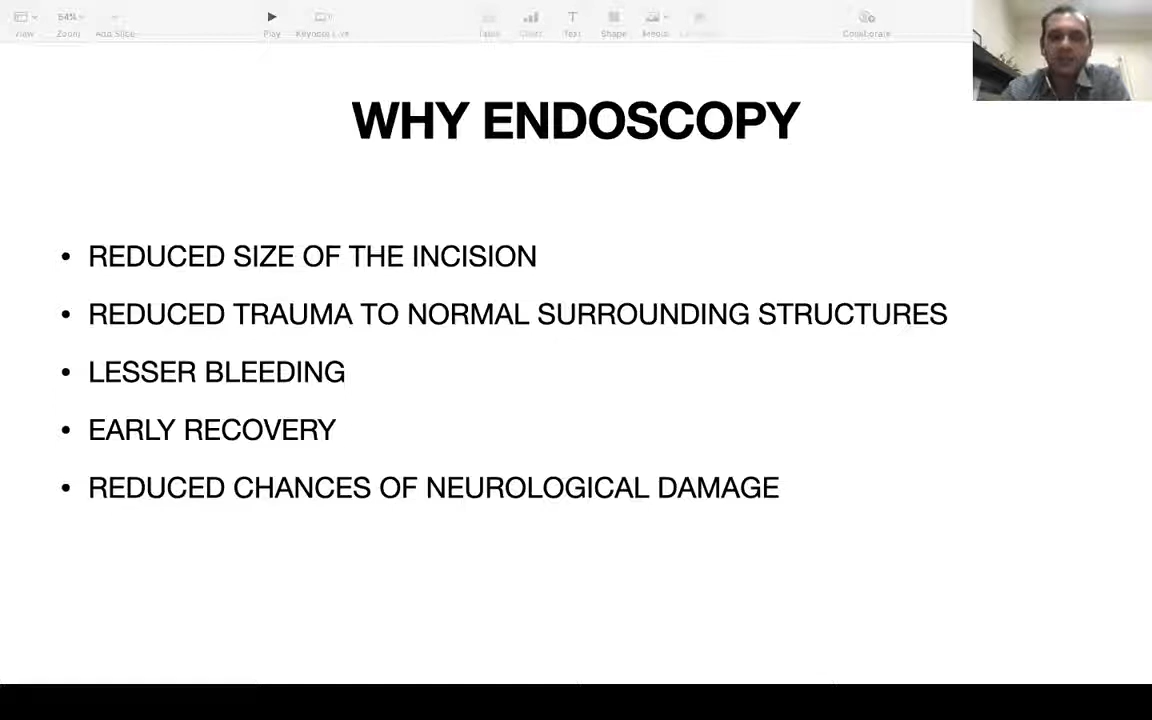 View
54%
Zoom
Add Slide
Play
Keynote Live
Table
Chart
Text
Shape
Media
Collaborate
WHY ENDOSCOPY
• REDUCED SIZE OF THE INCISION
• REDUCED TRAUMA TO NORMAL SURROUNDING STRUCTURES
• LESSER BLEEDING
• EARLY RECOVERY
• REDUCED CHANCES OF NEUROLOGICAL DAMAGE